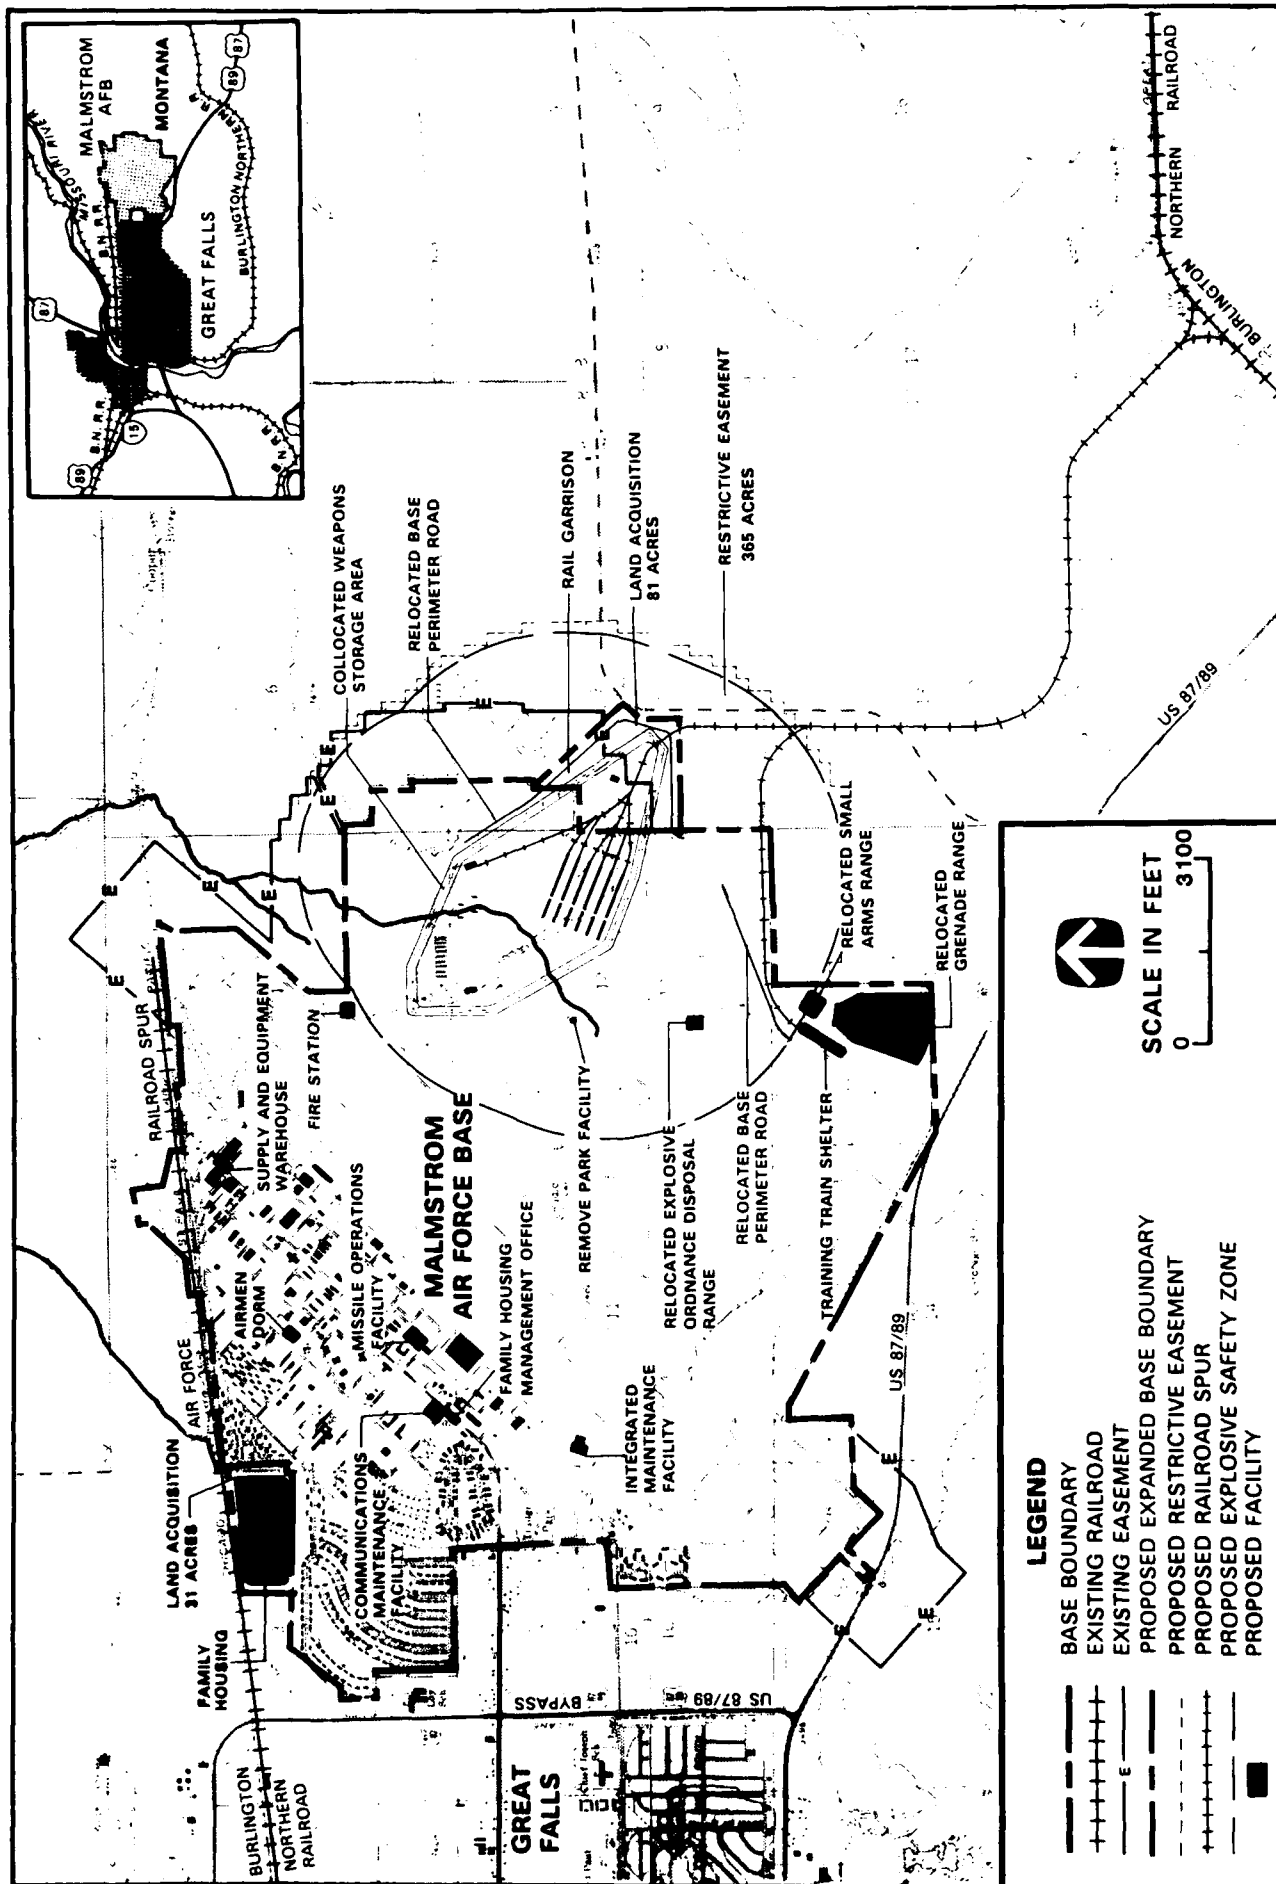 MISSOURI RIVER
MALMSTROM
AFB
MONTANA
87
89
87
B.N. R.R.
GREAT FALLS
BURLINGTON NORTHERN
R.R.
B.N. R.R.
89
15
B.N. R.R.
BURLINGTON
NORTHERN
RAILROAD
FAMILY
HOUSING
LAND ACQUISITION
31 ACRES
AIR FORCE
RAILROAD SPUR
AIRMEN
DORM
SUPPLY AND EQUIPMENT
WAREHOUSE
FIRE STATION
COMMUNICATIONS
MAINTENANCE
FACILITY
MISSILE OPERATIONS
FACILITY
MALMSTROM
AIR FORCE BASE
FAMILY HOUSING
MANAGEMENT OFFICE
REMOVE PARK FACILITY
INTEGRATED
MAINTENANCE
FACILITY
RELOCATED EXPLOSIVE
ORDNANCE DISPOSAL
RANGE
RELOCATED BASE
PERIMETER ROAD
TRAINING TRAIN SHELTER
COLLOCATED WEAPONS
STORAGE AREA
RELOCATED BASE
PERIMETER ROAD
RAIL GARRISON
LAND ACQUISITION
81 ACRES
RESTRICTIVE EASEMENT
365 ACRES
RELOCATED SMALL
ARMS RANGE
RELOCATED
GRENADE RANGE
GREAT
FALLS
Chief Joseph
Sch
US 87/89
BYPASS
US 87/89
US 87/89
BURLINGTON
NORTHERN
RAILROAD
E
E
E
E
E
E
E
E
E
E
E
LEGEND
BASE BOUNDARY
EXISTING RAILROAD
E
EXISTING EASEMENT
PROPOSED EXPANDED BASE BOUNDARY
PROPOSED RESTRICTIVE EASEMENT
PROPOSED RAILROAD SPUR
PROPOSED EXPLOSIVE SAFETY ZONE
PROPOSED FACILITY
SCALE IN FEET
0
3100